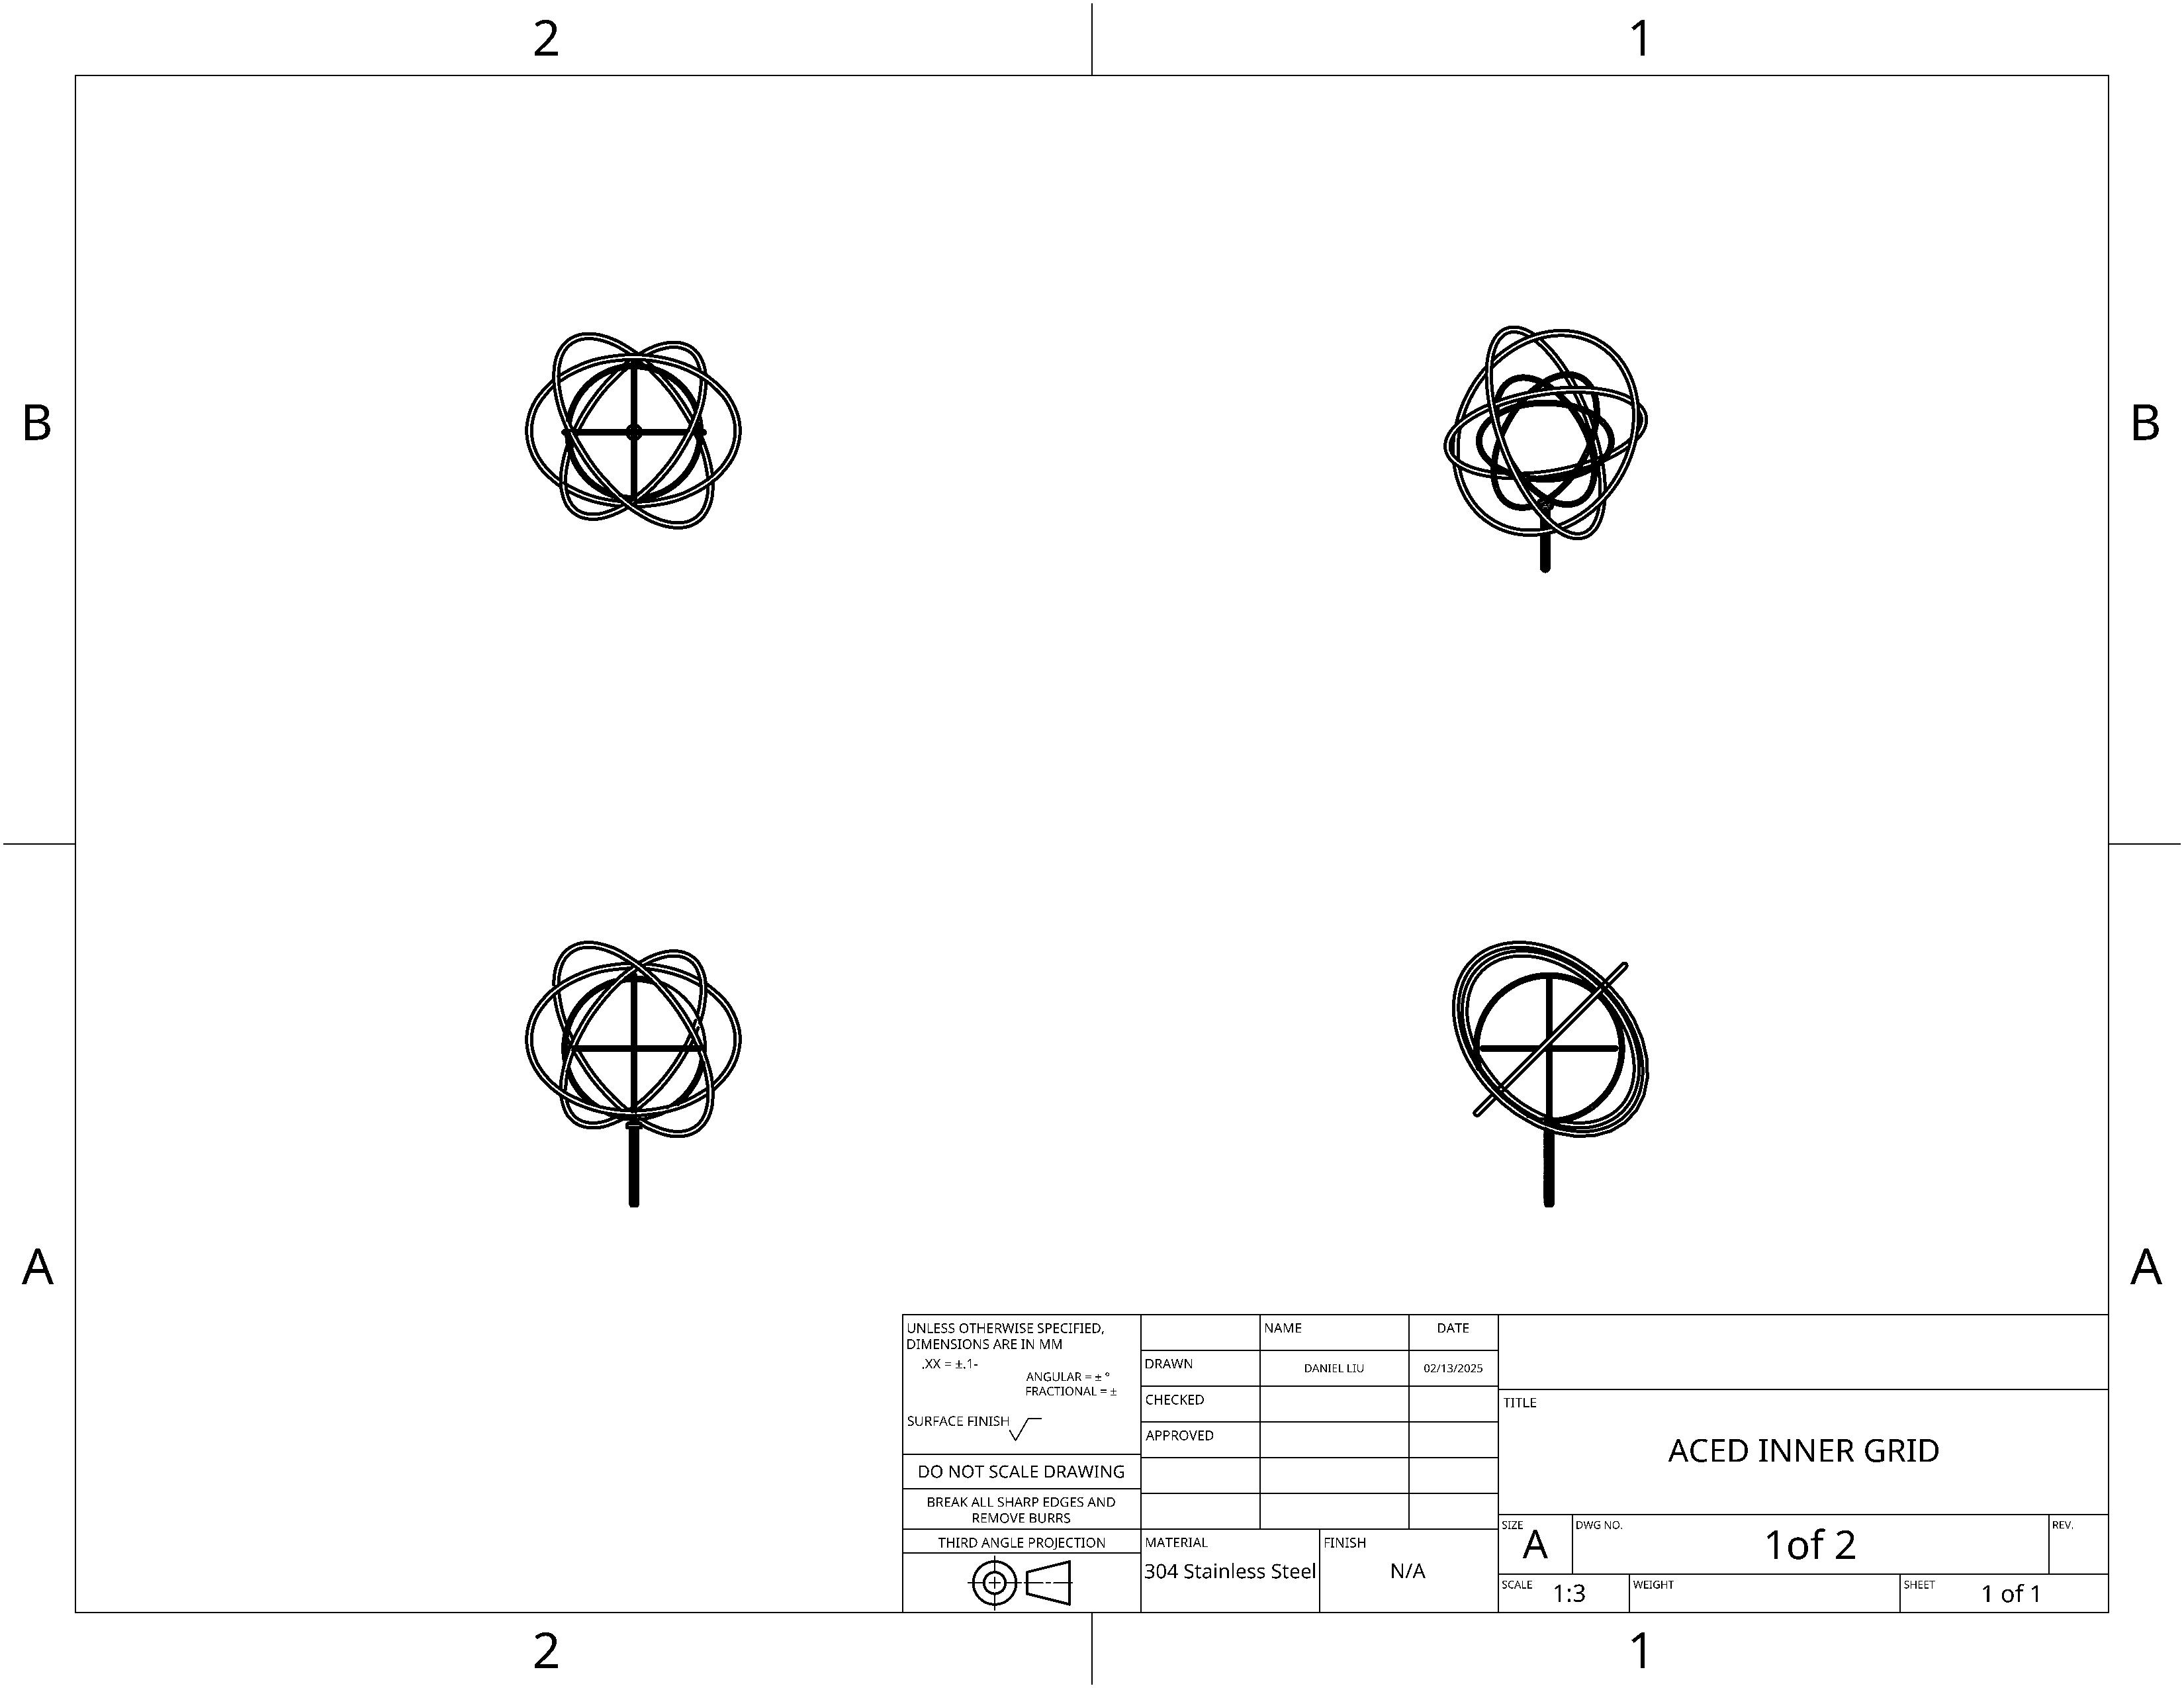 2
1
B
B
A
A
UNLESS OTHERWISE SPECIFIED,
DIMENSIONS ARE IN MM
.XX = ±.1-
ANGULAR = ± °
FRACTIONAL = ±
SURFACE FINISH
DO NOT SCALE DRAWING
BREAK ALL SHARP EDGES AND
REMOVE BURRS
THIRD ANGLE PROJECTION
NAME
DATE
DRAWN
DANIEL LIU
02/13/2025
CHECKED
APPROVED
MATERIAL
304 Stainless Steel
FINISH
N/A
TITLE
ACED INNER GRID
SIZE
A
DWG NO.
1of 2
REV.
SCALE
1:3
WEIGHT
SHEET
1 of 1
2
1